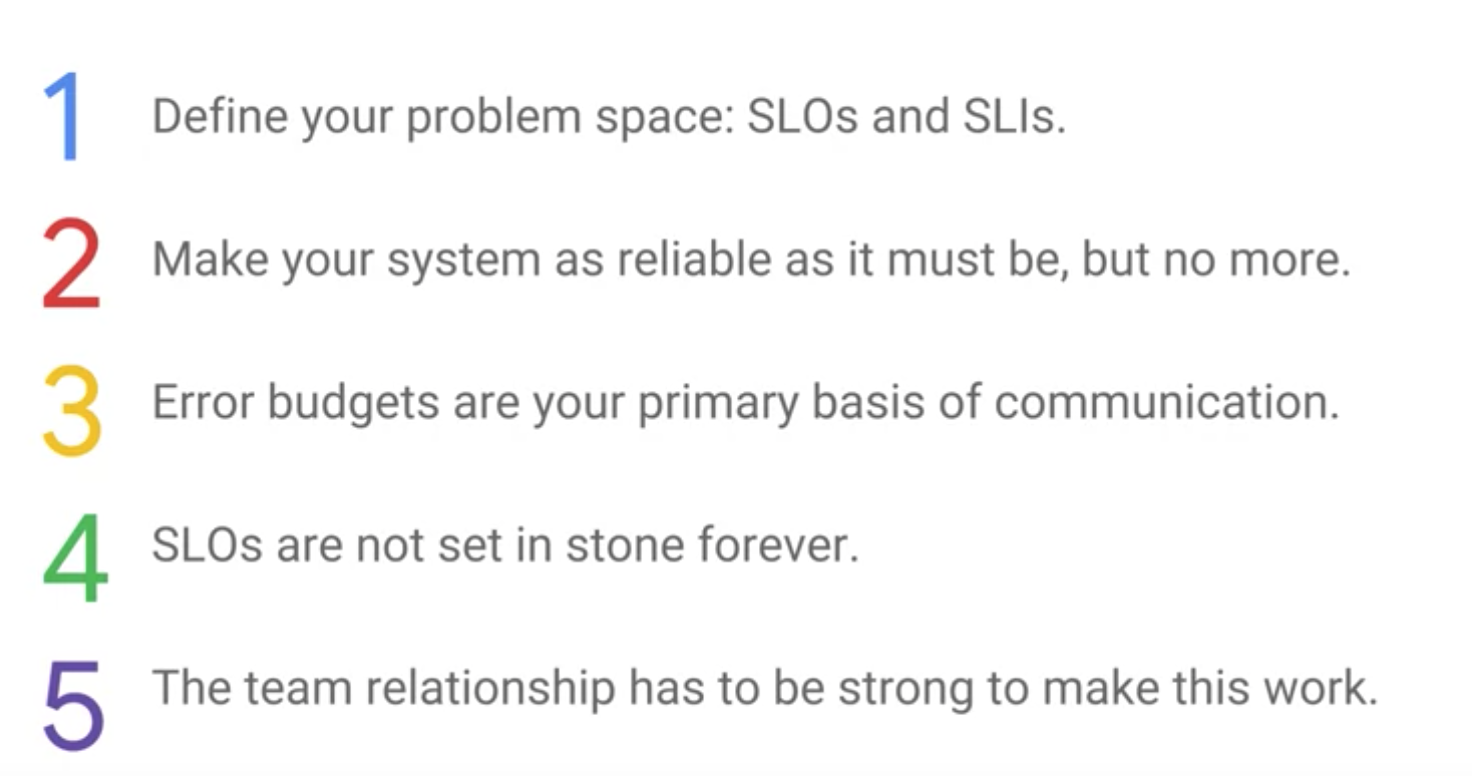 1 Define your problem space: SLOs and SLIs.
2 Make your system as reliable as it must be, but no more.
3 Error budgets are your primary basis of communication.
4 SLOs are not set in stone forever.
5 The team relationship has to be strong to make this work.